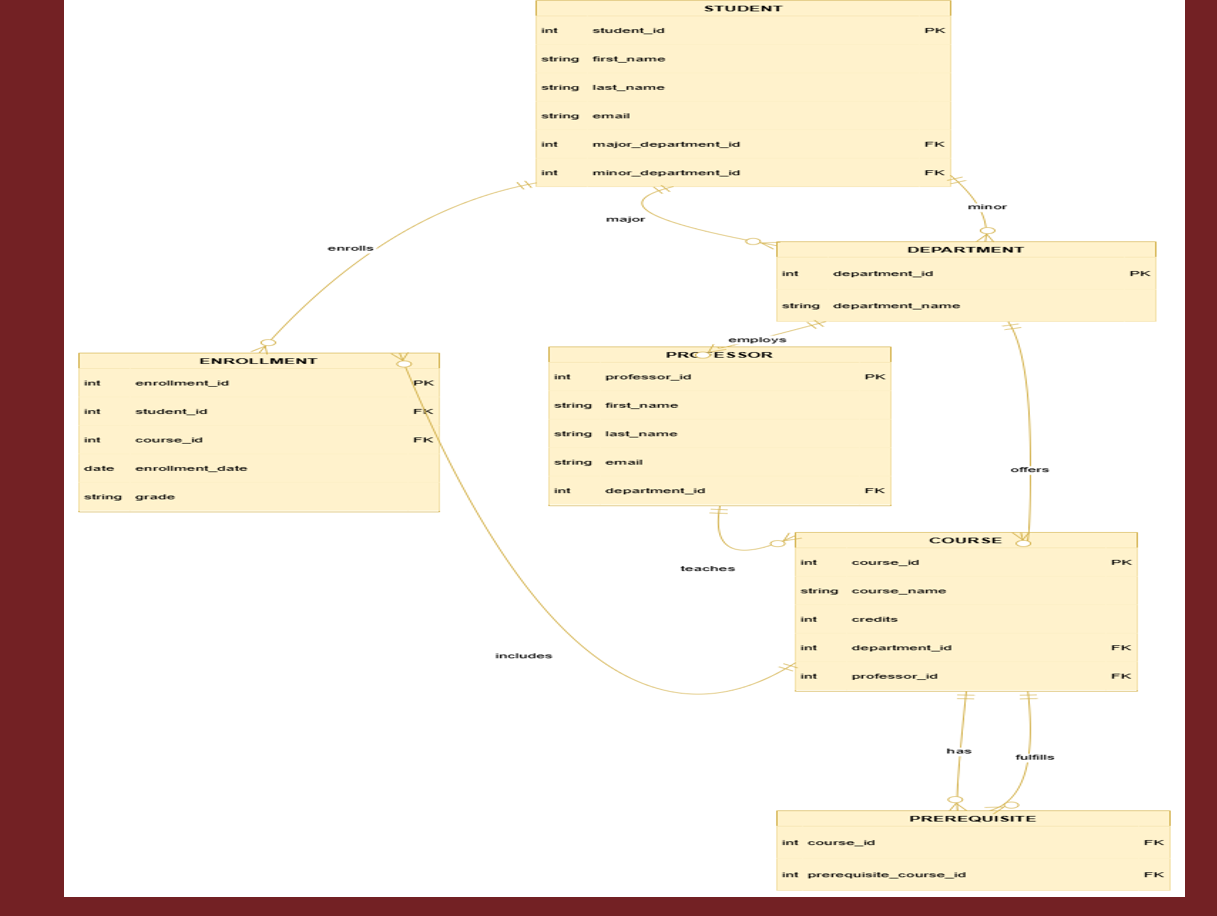 STUDENT
int student_id PK
string first_name
string last_name
string email
int major_department_id FK
int minor_department_id FK
major
minor
enrolls
DEPARTMENT
int department_id PK
string department_name
employs
ENROLLMENT
int enrollment_id PK
int student_id FK
int course_id FK
date enrollment_date
string grade
PROFESSOR
int professor_id PK
string first_name
string last_name
string email
int department_id FK
offers
teaches
COURSE
int course_id PK
string course_name
int credits
int department_id FK
int professor_id FK
includes
has
fulfills
PREREQUISITE
int course_id FK
int prerequisite_course_id FK